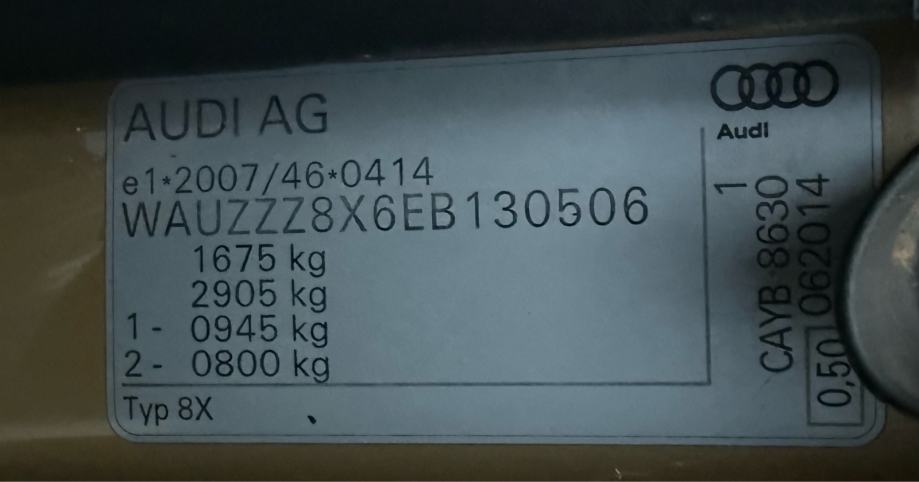 AUDI AG
Audi
e1*2007/46*0414
WAUZZZ8X6EB130506
1675 kg
2905 kg
1- 0945 kg
2- 0800 kg
Typ 8X
1
CAYB 8630
0,50 062014